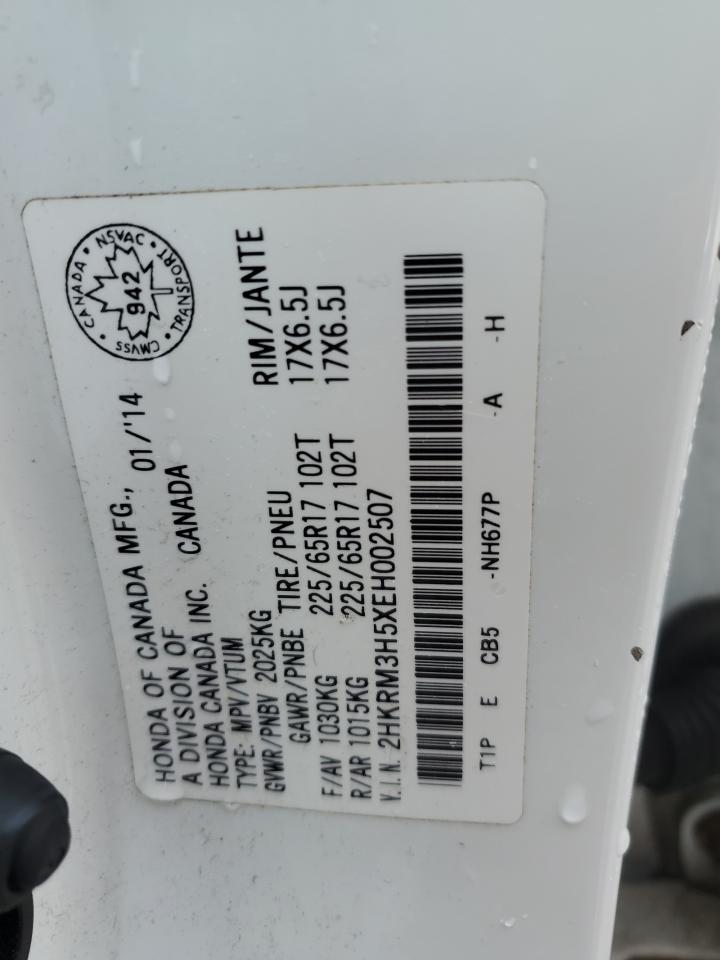 HONDA OF CANADA MFG., 01/'14
A DIVISION OF
HONDA CANADA INC. CANADA
TYPE: MPV/VTUM
GVWR/PNBV 2025KG
GAWR/PNBE TIRE/PNEU RIM/JANTE
F/AV 1030KG 225/65R17 102T 17X6.5J
R/AR 1015KG 225/65R17 102T 17X6.5J
V.I.N. 2HKRM3H5XEH002507
T1P E CB5 -NH677P -A -H
CANADA • NSVAC • TRANSPORT • CMVSS •
942